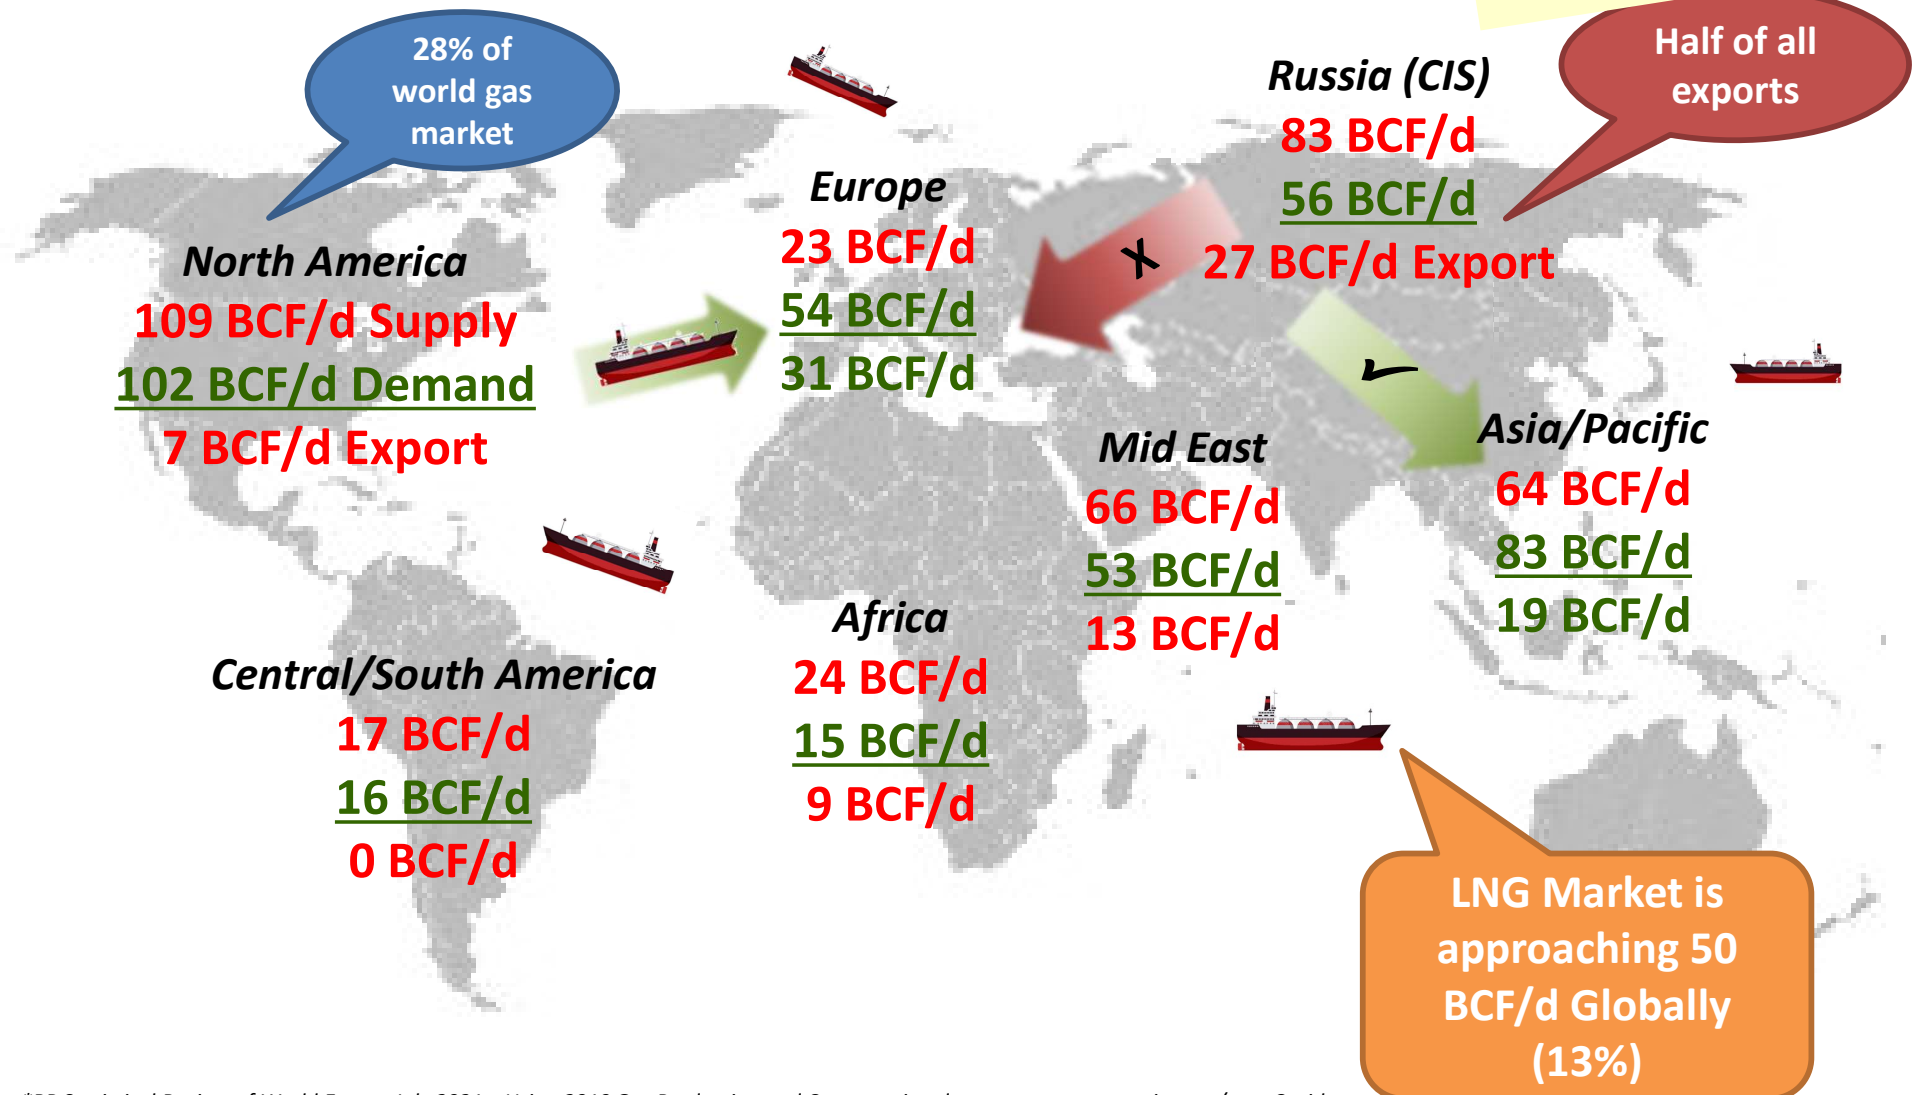 28% of
world gas
market
Half of all
exports
Russia (CIS)
83 BCF/d
56 BCF/d
27 BCF/d Export
Europe
23 BCF/d
54 BCF/d
31 BCF/d
X
North America
109 BCF/d Supply
102 BCF/d Demand
7 BCF/d Export
Mid East
66 BCF/d
53 BCF/d
13 BCF/d
Asia/Pacific
64 BCF/d
83 BCF/d
19 BCF/d
Africa
24 BCF/d
15 BCF/d
9 BCF/d
Central/South America
17 BCF/d
16 BCF/d
0 BCF/d
LNG Market is
approaching 50
BCF/d Globally
(13%)